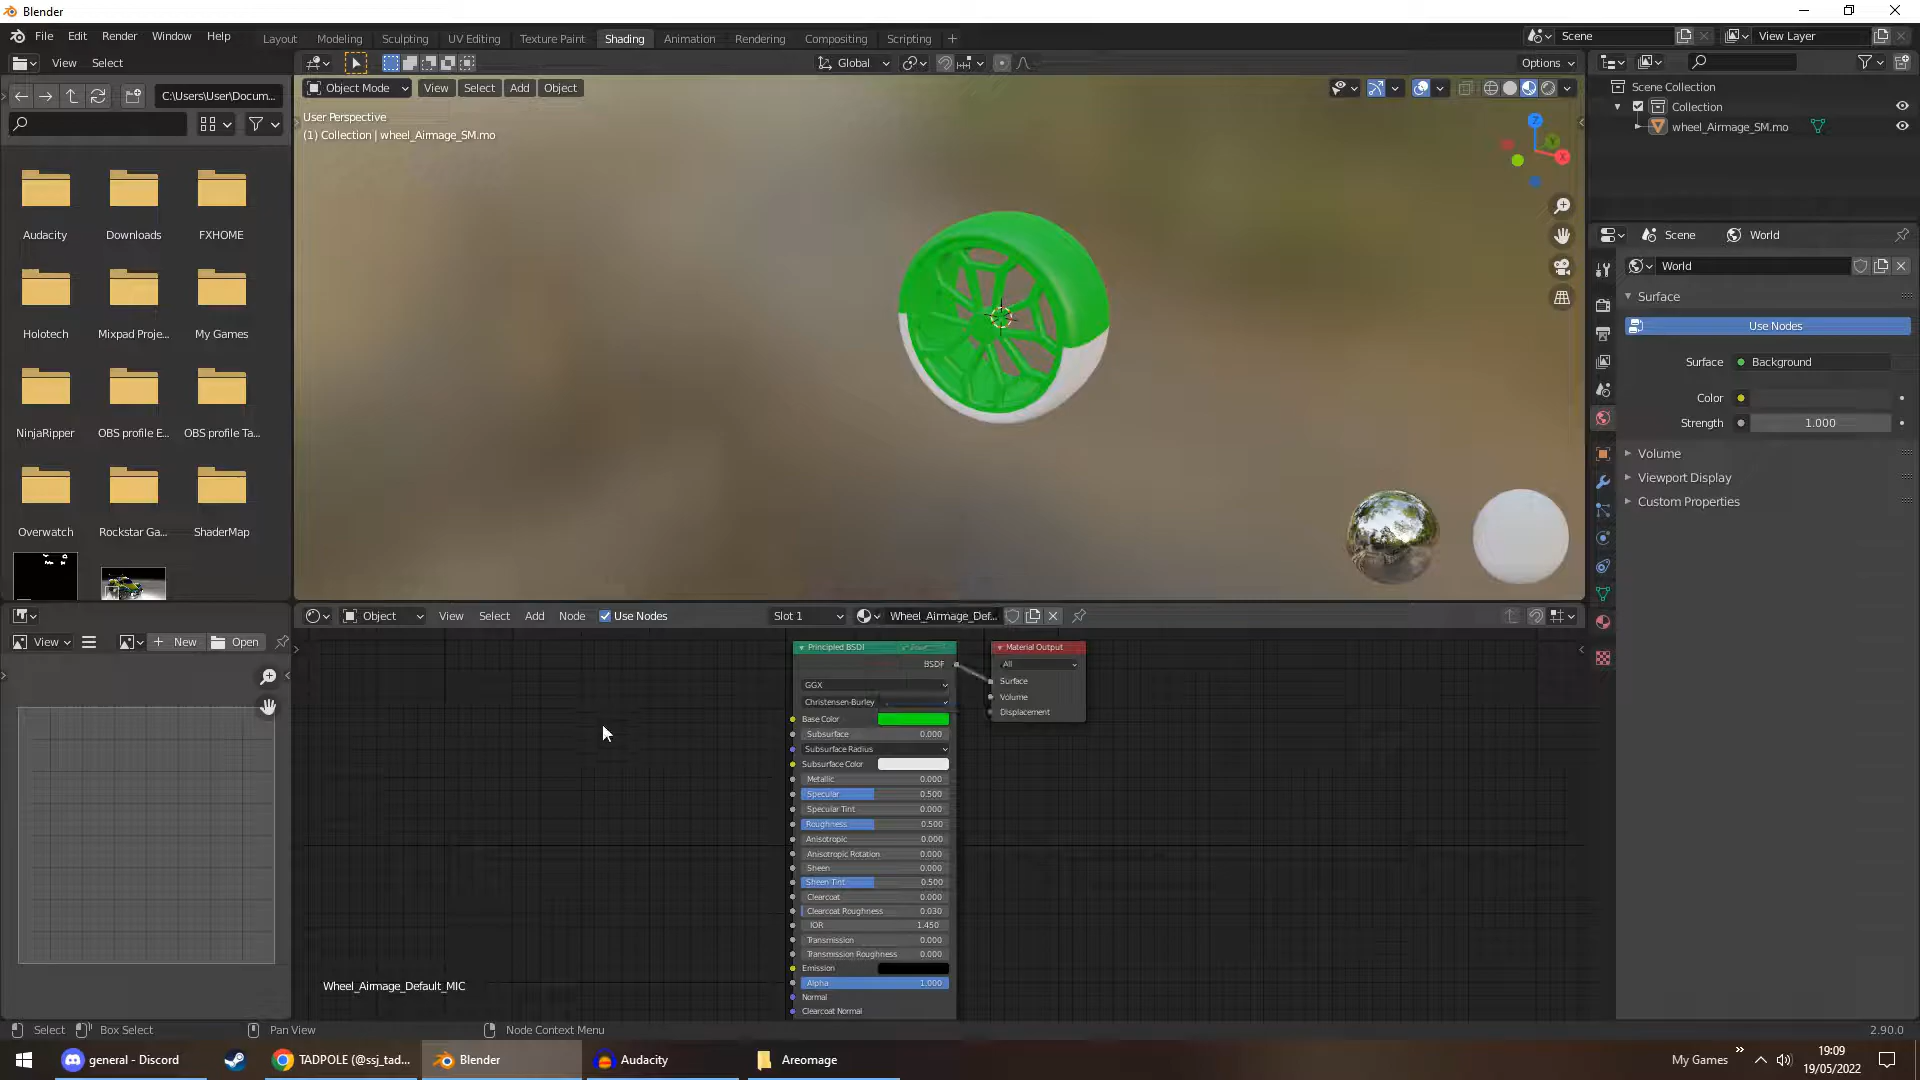 Blender
File Edit Render Window Help
Layout Modeling Sculpting UV Editing Texture Paint Shading Animation Rendering Compositing Scripting +
Scene
View Layer
View Select
Global
Options
C:\Users\User\Docum...
Object Mode View Select Add Object
User Perspective
(1) Collection | wheel_Airmage_SM.mo
Z
Y
X
Scene Collection
Collection
wheel_Airmage_SM.mo
Scene World
World
Surface
Use Nodes
Surface Background
Color
Strength 1.000
Volume
Viewport Display
Custom Properties
Audacity Downloads FXHOME
Holotech Mixpad Proje... My Games
NinjaRipper OBS profile E... OBS profile Ta...
Overwatch Rockstar Ga... ShaderMap
Object View Select Add Node Use Nodes Slot 1 Wheel_Airmage_Def...
View New Open
Principled BSDF
BSDF
GGX
Christensen-Burley
Base Color
Subsurface 0.000
Subsurface Radius
Subsurface Color
Metallic 0.000
Specular 0.500
Specular Tint 0.000
Roughness 0.500
Anisotropic 0.000
Anisotropic Rotation 0.000
Sheen 0.000
Sheen Tint 0.500
Clearcoat 0.000
Clearcoat Roughness 0.030
IOR 1.450
Transmission 0.000
Transmission Roughness 0.000
Emission
Alpha 1.000
Normal
Clearcoat Normal
Material Output
All
Surface
Volume
Displacement
Wheel_Airmage_Default_MIC
Select Box Select Pan View Node Context Menu 2.90.0
general - Discord
TADPOLE (@ssj_tad...
Blender
Audacity
Areomage
My Games
19:09
19/05/2022